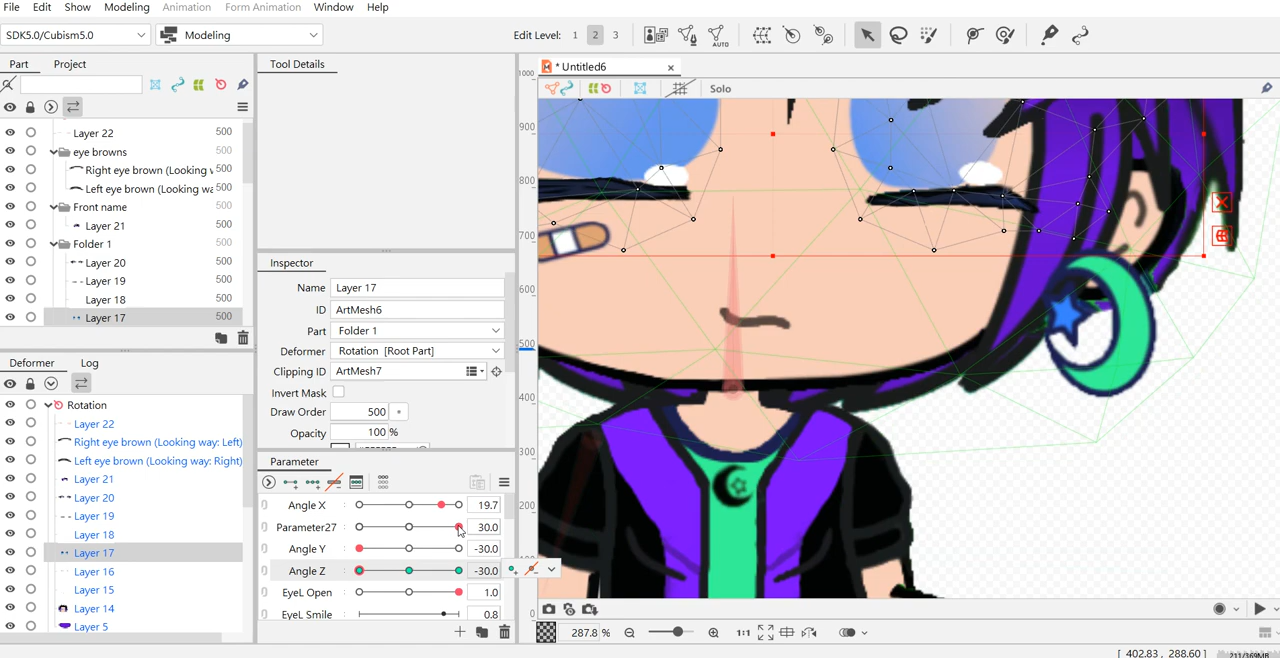 File Edit Show Modeling Animation Form Animation Window Help
SDK5.0/Cubism5.0 Modeling Edit Level: 1 2 3 AUTO
Part Project
Tool Details
* Untitled6
Solo
Layer 22 500
eye browns 500
Right eye brown (Looking 500
Left eye brown (Looking wa 500
Front name 500
Layer 21 500
Folder 1 500
Layer 20 500
Layer 19 500
Layer 18 500
Layer 17 500
Inspector
Name Layer 17
ID ArtMesh6
Part Folder 1
Deformer Rotation [Root Part]
Clipping ID ArtMesh7
Invert Mask
Draw Order 500
Opacity 100 %
Deformer Log
Rotation
Layer 22
Right eye brown (Looking way: Left)
Left eye brown (Looking way: Right)
Layer 21
Layer 20
Layer 19
Layer 18
Layer 17
Layer 16
Layer 15
Layer 14
Layer 5
Parameter
Angle X 19.7
Parameter27 30.0
Angle Y -30.0
Angle Z -30.0
EyeL Open 1.0
EyeL Smile 0.8
1000
900
800
700
600
500
400
300
200
0
287.8 % 1:1
[ 402.83, 288.60 ] 211/369MB